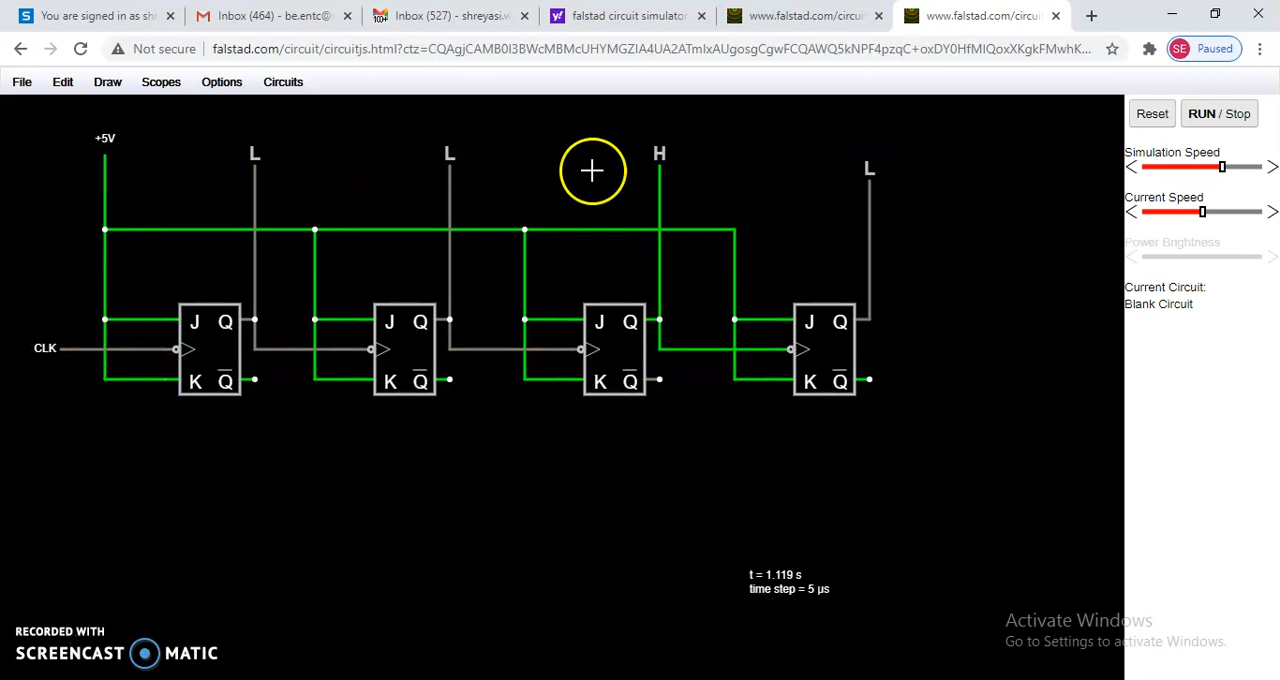 You are signed in as sh
Inbox (464) - be.entc@
Inbox (527) - shreyasi.w
falstad circuit simulator
www.falstad.com/circui
www.falstad.com/circui
Not secure
falstad.com/circuit/circuitjs.html?ctz=CQAgjCAMB0l3BWcMBMcUHYMGZIA4UA2ATmIxAUgosgCgwFCQAWQ5kNPF4pzqC+oxDY0HfMIQoxXKgkFMwhK...
SE Paused
File Edit Draw Scopes Options Circuits
Reset RUN / Stop
Simulation Speed
Current Speed
Power Brightness
Current Circuit:
Blank Circuit
+5V
L L H L
J Q J Q J Q J Q
CLK
K Q̅ K Q̅ K Q̅ K Q̅
t = 1.119 s
time step = 5 µs
Activate Windows
Go to Settings to activate Windows.
RECORDED WITH
SCREENCAST MATIC